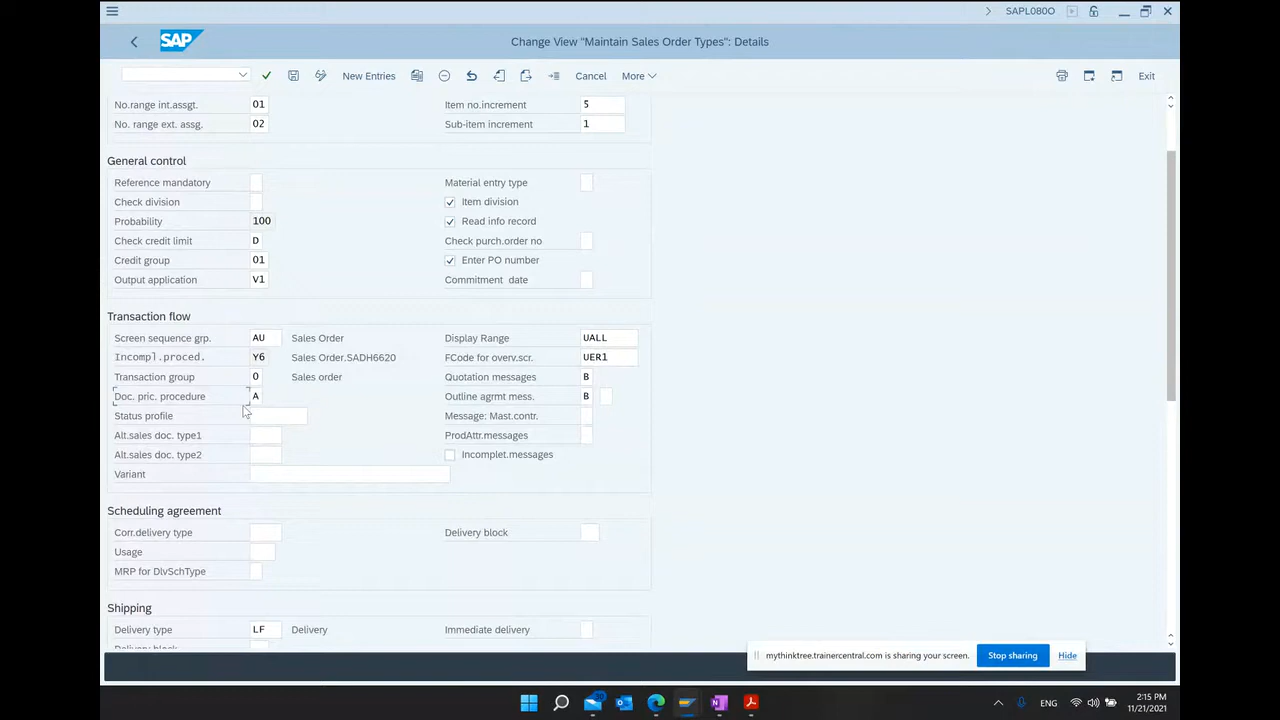 SAPL080O
SAP
Change View "Maintain Sales Order Types": Details
New Entries
Cancel
More
Exit
No.range int.assgt. 01 Item no.increment 5
No. range ext. assg. 02 Sub-item increment 1
General control
Reference mandatory Material entry type
Check division Item division
Probability 100 Read info record
Check credit limit D Check purch.order no
Credit group 01 Enter PO number
Output application V1 Commitment date
Transaction flow
Screen sequence grp. AU Sales Order Display Range UALL
Incompl.proced. Y6 Sales Order.SADH6620 FCode for overv.scr. UER1
Transaction group 0 Sales order Quotation messages B
Doc. pric. procedure A Outline agrmt mess. B
Status profile Message: Mast.contr.
Alt.sales doc. type1 ProdAttr.messages
Alt.sales doc. type2 Incomplet.messages
Variant
Scheduling agreement
Corr.delivery type Delivery block
Usage
MRP for DlvSchType
Shipping
Delivery type LF Delivery Immediate delivery
Delivery block
mythinktree.trainercentral.com is sharing your screen. Stop sharing Hide
ENG 2:15 PM
11/21/2021